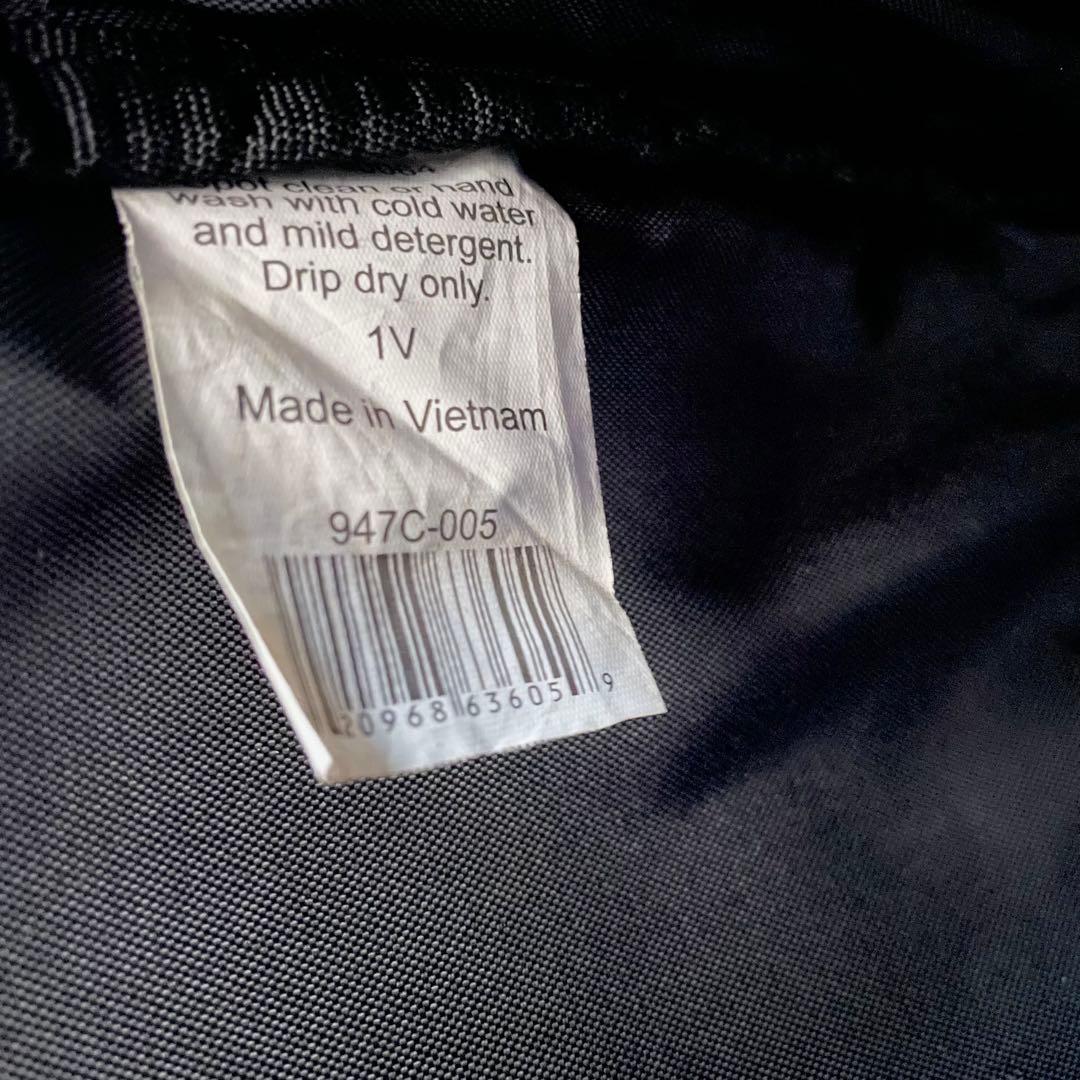 Spot clean or hand
wash with cold water
and mild detergent.
Drip dry only.
1V
Made in Vietnam
947C-005
20968 63605 9